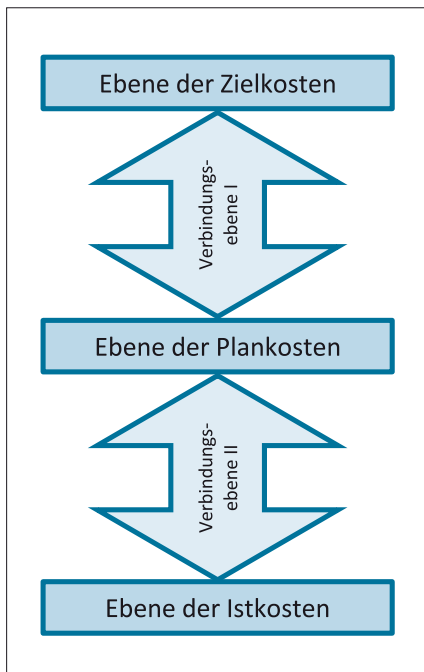 Ebene der Zielkosten
Verbindungs-
ebene I
Ebene der Plankosten
Verbindungs-
ebene II
Ebene der Istkosten